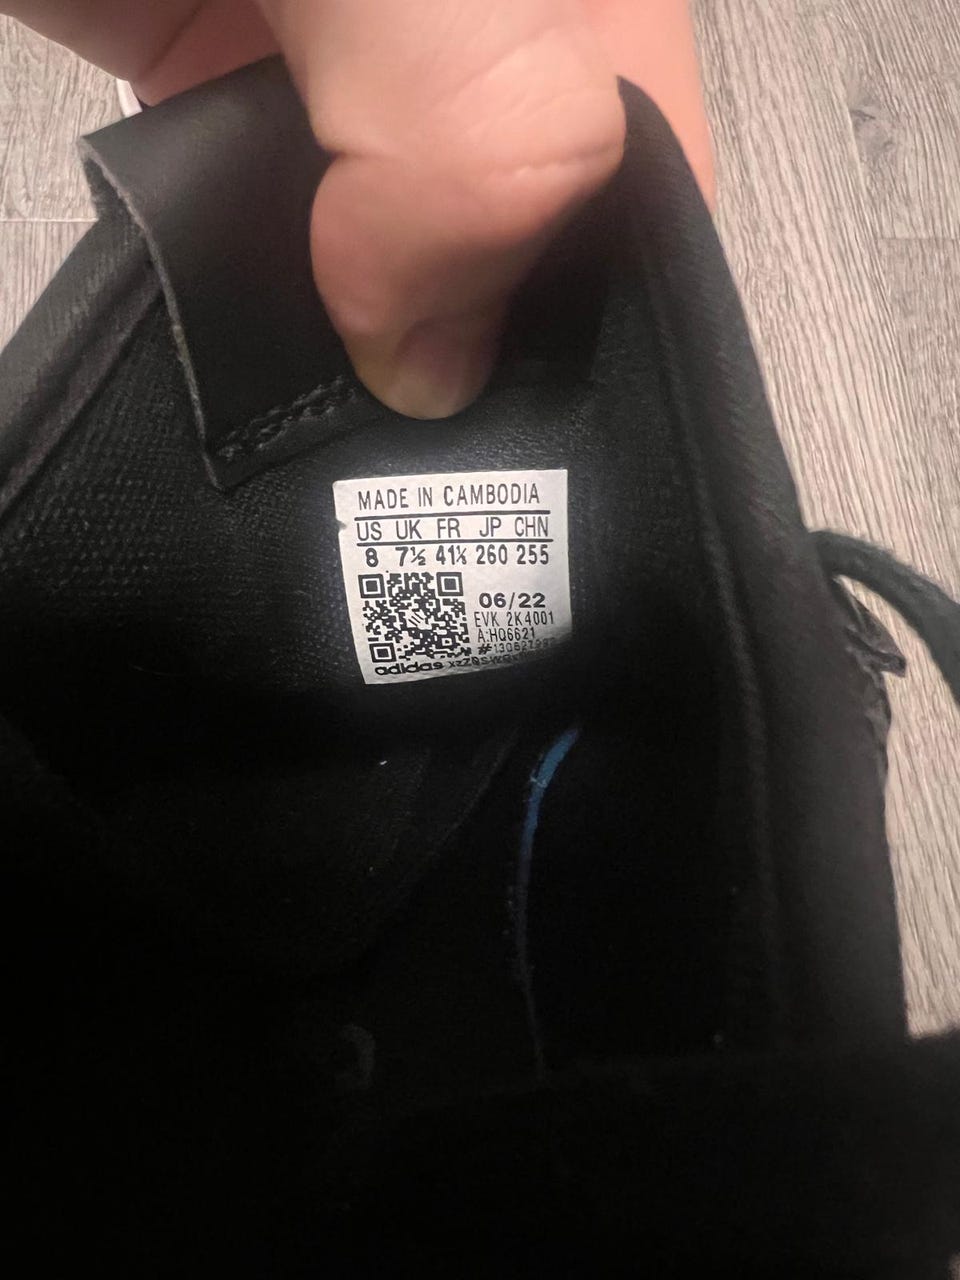 MADE IN CAMBODIA
US UK FR JP CHN
8 7½ 41⅓ 260 255
06/22
EVK 2K4001
A:HQ6621
adidas